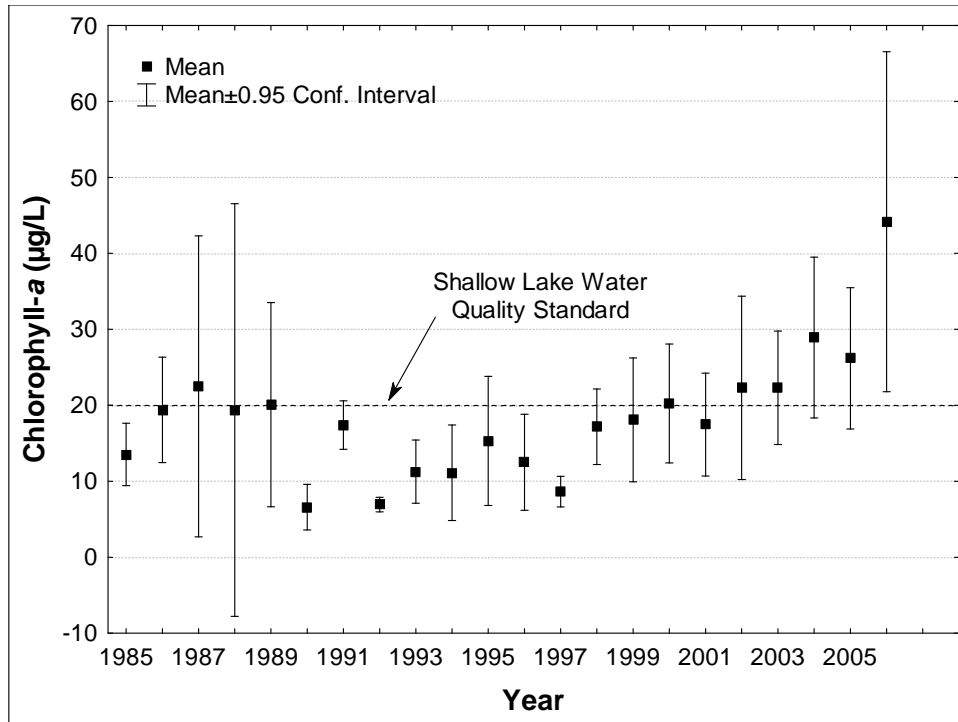 70
60
50
40
30
20
10
0
-10
Chlorophyll-a (µg/L)
Mean
Mean±0.95 Conf. Interval
Shallow Lake Water
Quality Standard
1985 1987 1989 1991 1993 1995 1997 1999 2001 2003 2005
Year